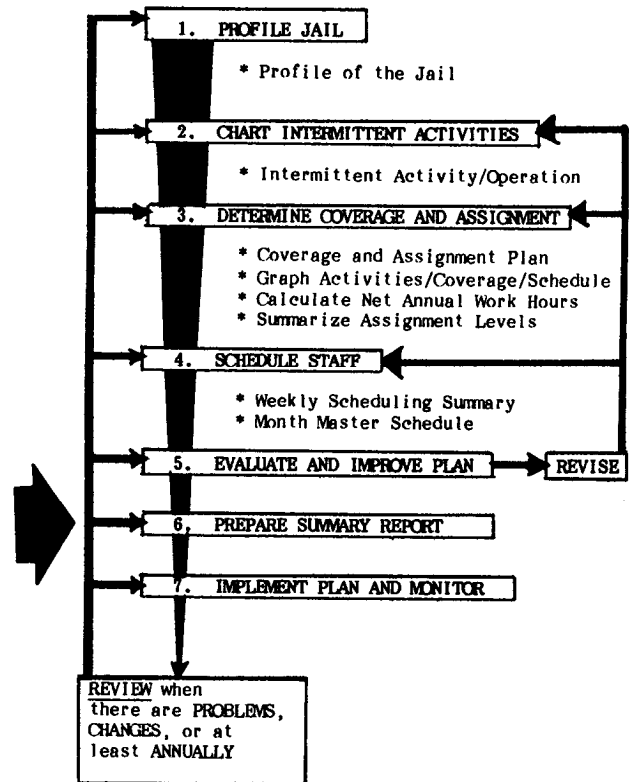 1. PROFILE JAIL
* Profile of the Jail
2. CHART INTERMITTENT ACTIVITIES
* Intermittent Activity/Operation
3. DETERMINE COVERAGE AND ASSIGNMENT
* Coverage and Assignment Plan
* Graph Activities/Coverage/Schedule
* Calculate Net Annual Work Hours
* Summarize Assignment Levels
4. SCHEDULE STAFF
* Weekly Scheduling Summary
* Month Master Schedule
5. EVALUATE AND IMPROVE PLAN
REVISE
6. PREPARE SUMMARY REPORT
7. IMPLEMENT PLAN AND MONITOR
REVIEW when
there are PROBLEMS,
CHANGES, or at
least ANNUALLY